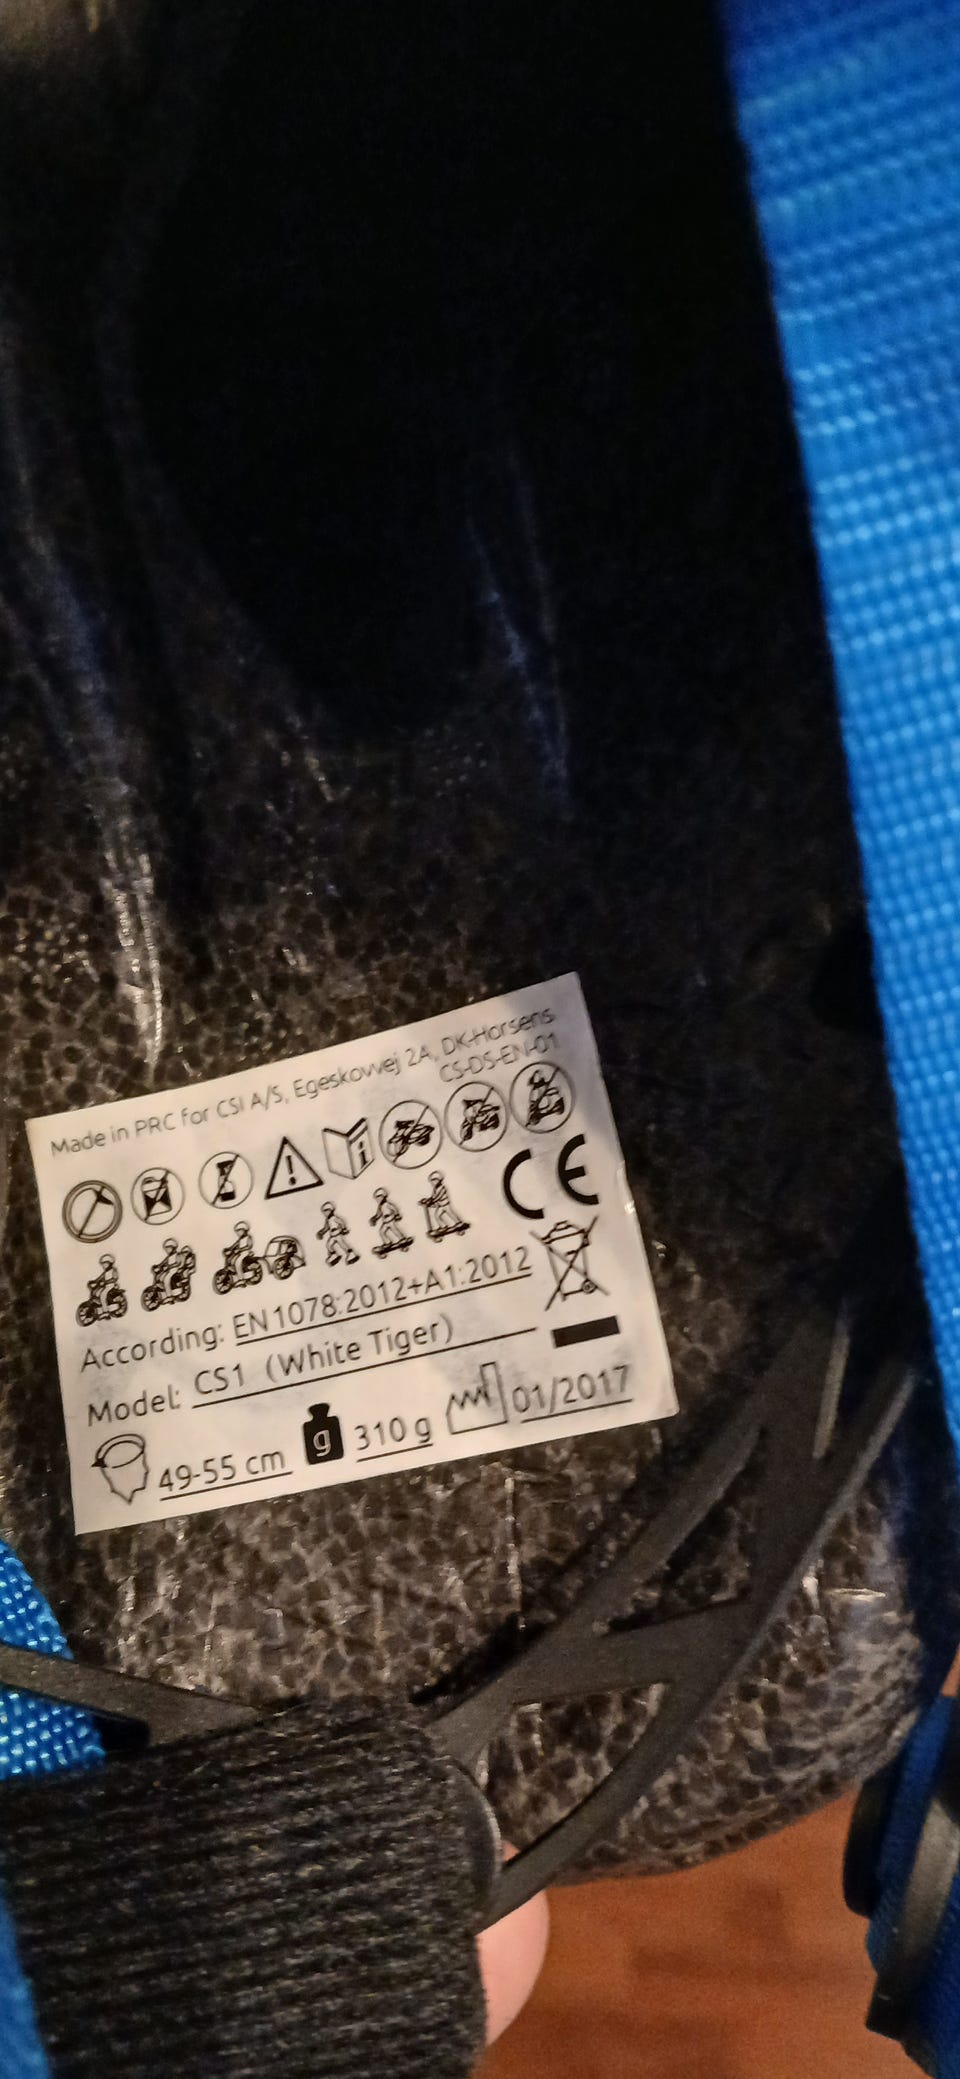 Made in PRC for CSI A/S, Egeskovvej 2A, DK-Horsens
CS-DS-EN-01
CE
According: EN1078:2012+A1:2012
Model: CS1 (White Tiger)
49-55 cm g 310 g 01/2017